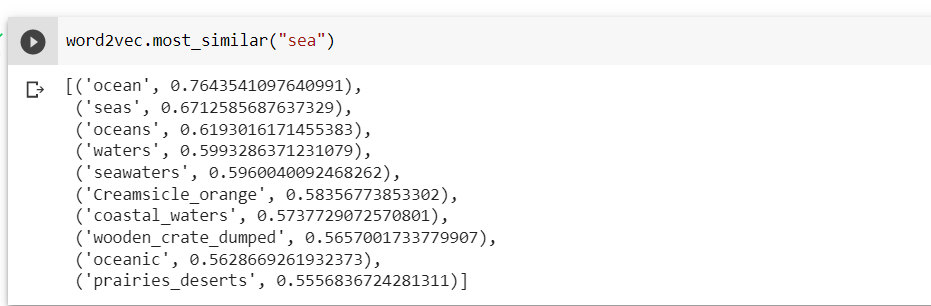 word2vec.most_similar("sea")
[('ocean', 0.7643541097640991),
('seas', 0.6712585687637329),
('oceans', 0.6193016171455383),
('waters', 0.5993286371231079),
('seawaters', 0.5960040092468262),
('Creamsicle_orange', 0.58356773853302),
('coastal_waters', 0.5737729072570801),
('wooden_crate_dumped', 0.5657001733779907),
('oceanic', 0.5628669261932373),
('prairies_deserts', 0.5556836724281311)]